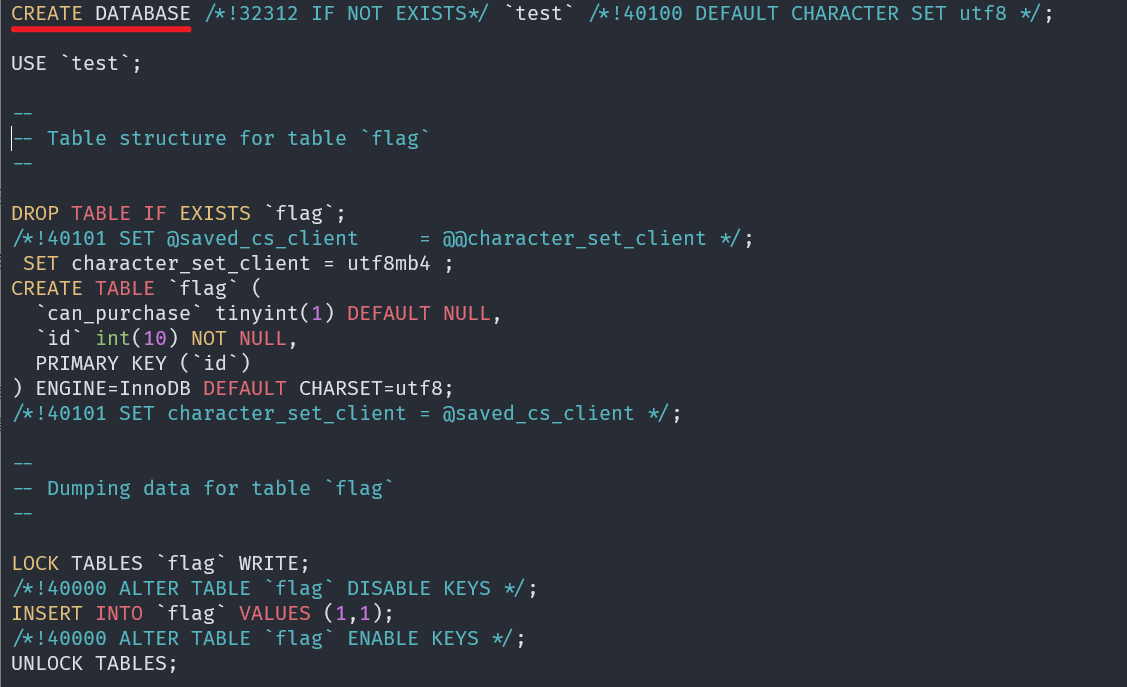 CREATE DATABASE /*!32312 IF NOT EXISTS*/ `test` /*!40100 DEFAULT CHARACTER SET utf8 */;
USE `test`;
--
-- Table structure for table `flag`
--
DROP TABLE IF EXISTS `flag`;
/*!40101 SET @saved_cs_client     = @@character_set_client */;
 SET character_set_client = utf8mb4 ;
CREATE TABLE `flag` (
  `can_purchase` tinyint(1) DEFAULT NULL,
  `id` int(10) NOT NULL,
  PRIMARY KEY (`id`)
) ENGINE=InnoDB DEFAULT CHARSET=utf8;
/*!40101 SET character_set_client = @saved_cs_client */;
--
-- Dumping data for table `flag`
--
LOCK TABLES `flag` WRITE;
/*!40000 ALTER TABLE `flag` DISABLE KEYS */;
INSERT INTO `flag` VALUES (1,1);
/*!40000 ALTER TABLE `flag` ENABLE KEYS */;
UNLOCK TABLES;